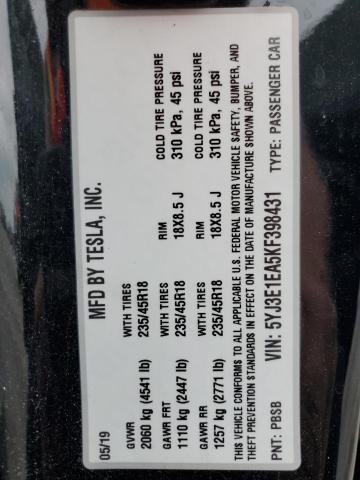 05/19 MFD BY TESLA, INC.
GVWR WITH TIRES RIM COLD TIRE PRESSURE
2060 kg (4541 lb) 235/45R18 18X8.5 J 310 kPa, 45 psi
GAWR FRT WITH TIRES RIM COLD TIRE PRESSURE
1110 kg (2447 lb) 235/45R18 18X8.5 J 310 kPa, 45 psi
GAWR RR WITH TIRES
1257 kg (2771 lb) 235/45R18
THIS VEHICLE CONFORMS TO ALL APPLICABLE U.S. FEDERAL MOTOR VEHICLE SAFETY, BUMPER, AND
THEFT PREVENTION STANDARDS IN EFFECT ON THE DATE OF MANUFACTURE SHOWN ABOVE.
PNT: PBSB VIN: 5YJ3E1EA5KF398431 TYPE: PASSENGER CAR